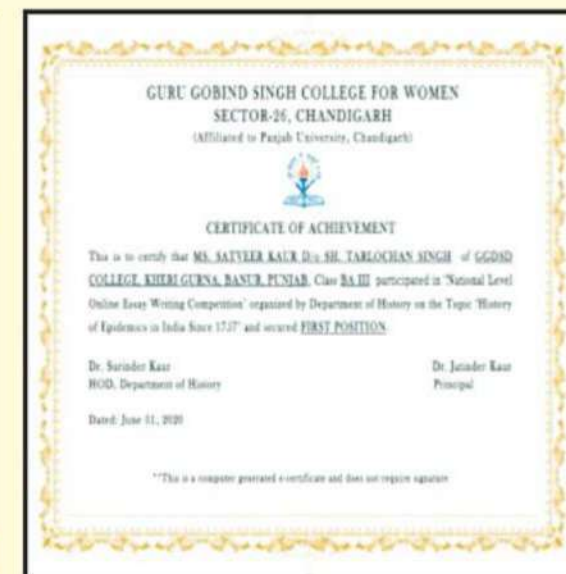 GURU GOBIND SINGH COLLEGE FOR WOMEN
SECTOR-26, CHANDIGARH
(Affiliated to Panjab University, Chandigarh)
CERTIFICATE OF ACHIEVEMENT
This is to certify that MS. SATVEER KAUR D/o SH. TARLOCHAN SINGH of GGDSD
COLLEGE, KHERI GURNA, BANUR, PUNJAB, Class BA III participated in 'National Level
Online Essay Writing Competition' organized by Department of History on the Topic 'History
of Epidemics in India Since 1757' and secured FIRST POSITION.
Dr. Surinder Kaur
Dr. Jatinder Kaur
HOD, Department of History
Principal
Dated: June 2020
**This is a computer generated e-certificate and does not require signature